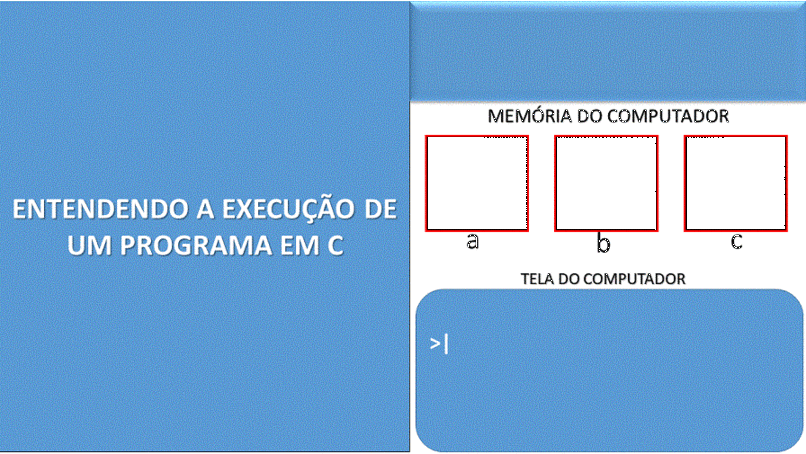 ENTENDENDO A EXECUÇÃO DE
UM PROGRAMA EM C
MEMÓRIA DO COMPUTADOR
a b c
TELA DO COMPUTADOR
>|